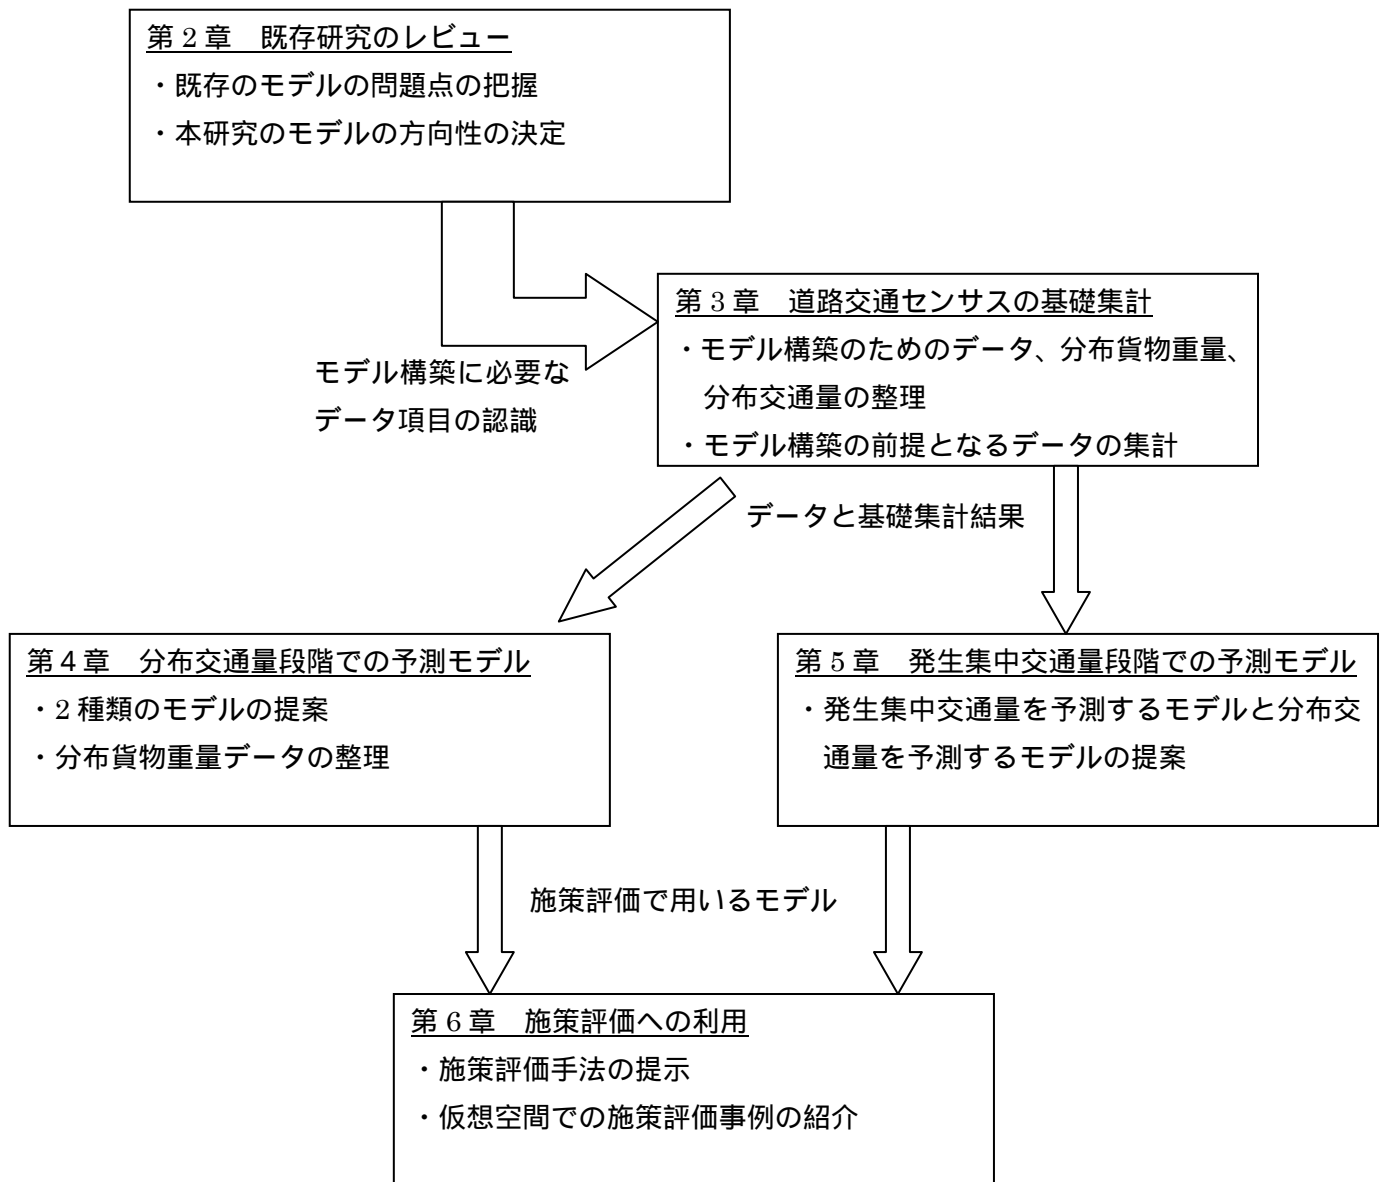 第2章　既存研究のレビュー
・既存のモデルの問題点の把握
・本研究のモデルの方向性の決定
モデル構築に必要な
データ項目の認識
第3章　道路交通センサスの基礎集計
・モデル構築のためのデータ、分布貨物重量、
分布交通量の整理
・モデル構築の前提となるデータの集計
データと基礎集計結果
第４章　分布交通量段階での予測モデル
・2種類のモデルの提案
・分布貨物重量データの整理
第5章　発生集中交通量段階での予測モデル
・発生集中交通量を予測するモデルと分布交
通量を予測するモデルの提案
施策評価で用いるモデル
第6章　施策評価への利用
・施策評価手法の提示
・仮想空間での施策評価事例の紹介